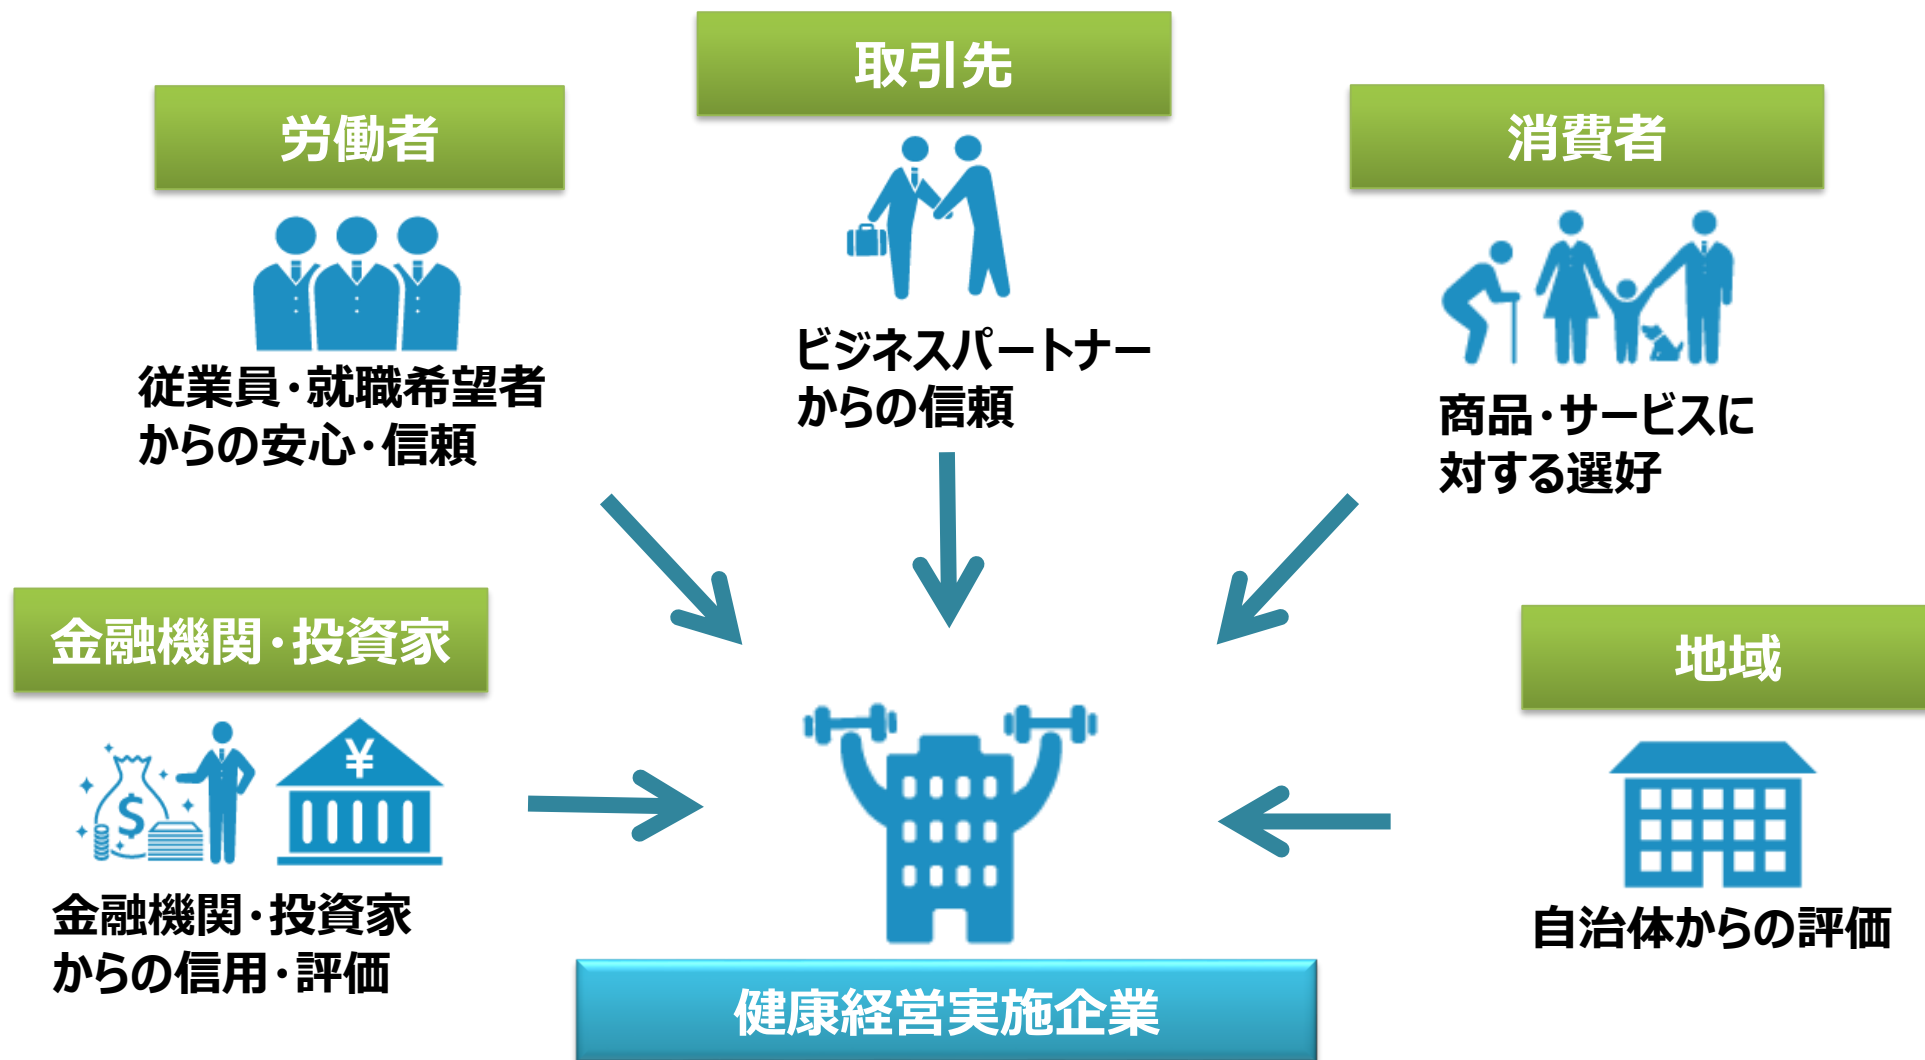 取引先
労働者
消費者
ビジネスパートナー
からの信頼
従業員・就職希望者
からの安心・信頼
商品・サービスに
対する選好
金融機関・投資家
地域
¥
$
金融機関・投資家
からの信用・評価
自治体からの評価
健康経営実施企業